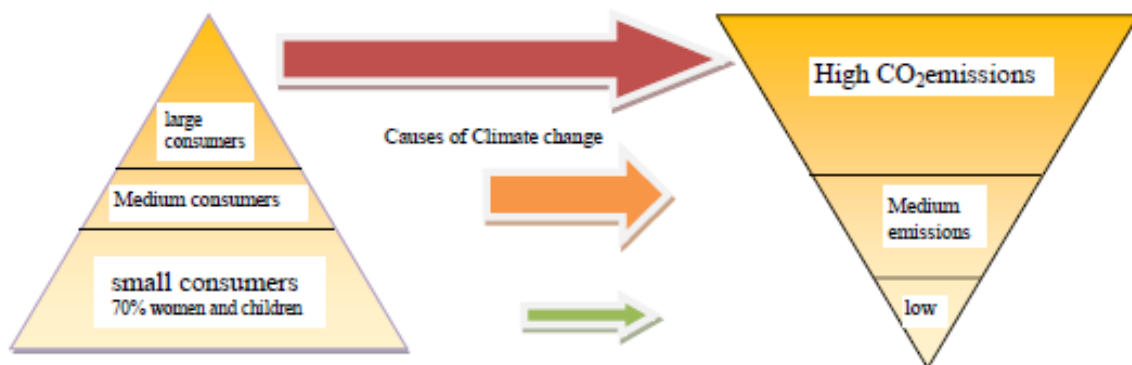 large
consumers
Medium consumers
small consumers
70% women and children
Causes of Climate change
High CO₂emissions
Medium
emissions
low